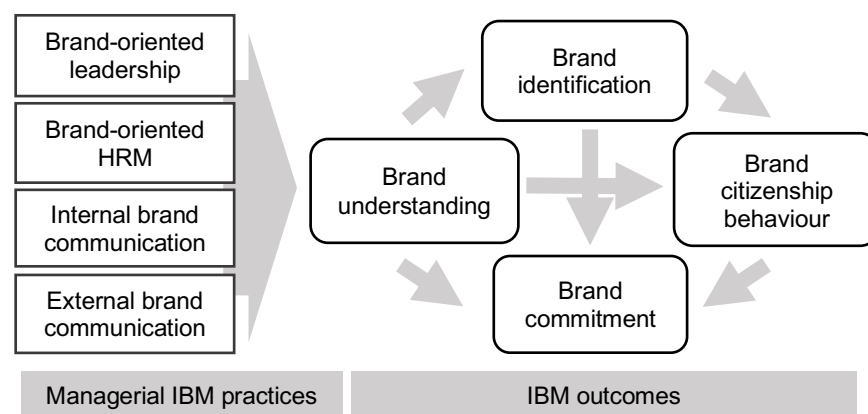 Brand-oriented
leadership
Brand-oriented
HRM
Internal brand
communication
External brand
communication
Brand
identification
Brand
understanding
Brand
citizenship
behaviour
Brand
commitment
Managerial IBM practices
IBM outcomes